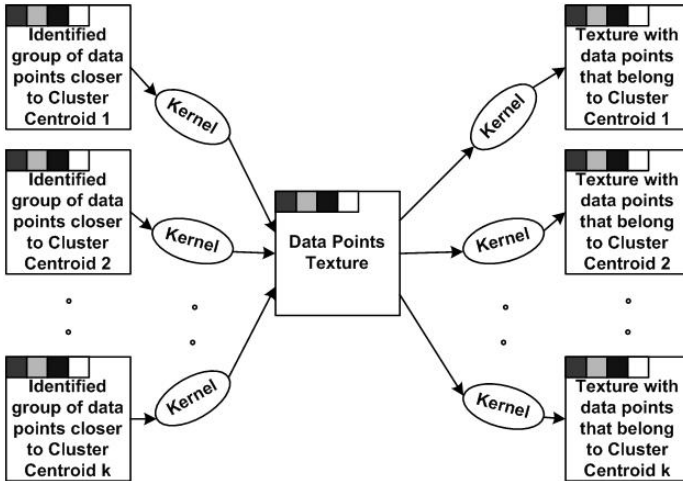 Identified
group of data
points closer
to Cluster
Centroid 1
Kernel
Kernel
Texture with
data points
that belong
to Cluster
Centroid 1
Identified
group of data
points closer
to Cluster
Centroid 2
Kernel
Data Points
Texture
Kernel
Texture with
data points
that belong
to Cluster
Centroid 2
Identified
group of data
points closer
to Cluster
Centroid k
Kernel
Kernel
Texture with
data points
that belong
to Cluster
Centroid k